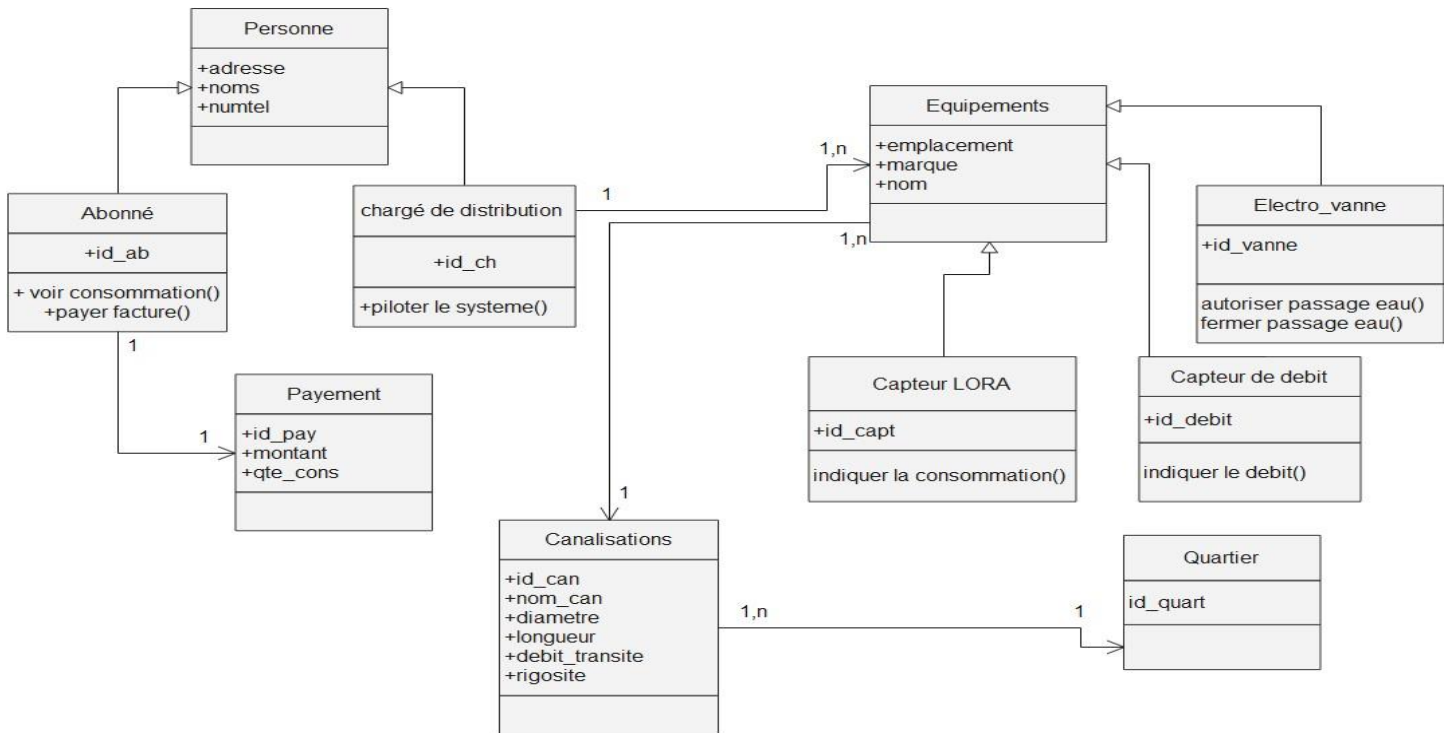 Personne
+adresse
+noms
+numtel
Abonné
+id_ab
+ voir consommation()
+payer facture()
chargé de distribution
+id_ch
+piloter le systeme()
1
1,n
Equipements
+emplacement
+marque
+nom
1,n
Electro_vanne
+id_vanne
autoriser passage eau()
fermer passage eau()
1
1
Payement
+id_pay
+montant
+qte_cons
Capteur LORA
+id_capt
indiquer la consommation()
Capteur de debit
+id_debit
indiquer le debit()
1
Canalisations
+id_can
+nom_can
+diametre
+longueur
+debit_transite
+rigosite
1,n
1
Quartier
id_quart